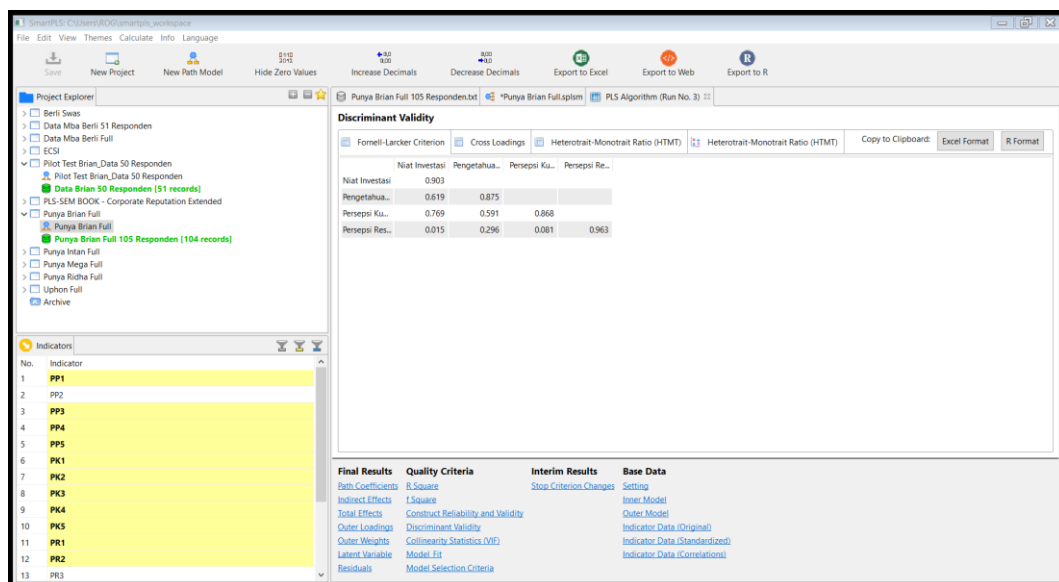 SmartPLS: C:\Users\ROG\smartpls_workspace
File Edit View Themes Calculate Info Language
Save New Project New Path Model Hide Zero Values Increase Decimals Decrease Decimals Export to Excel Export to Web Export to R
Project Explorer
Berli Swas
Data Mba Berli 51 Responden
Data Mba Berli Full
ECSI
Pilot Test Brian_Data 50 Responden
Pilot Test Brian_Data 50 Responden
Data Brian 50 Responden [51 records]
PLS-SEM BOOK - Corporate Reputation Extended
Punya Brian Full
Punya Brian Full
Punya Brian Full 105 Responden [104 records]
Punya Intan Full
Punya Mega Full
Punya Ridha Full
Uphon Full
Archive
Indicators
No. Indicator
1 PP1
2 PP2
3 PP3
4 PP4
5 PP5
6 PK1
7 PK2
8 PK3
9 PK4
10 PK5
11 PR1
12 PR2
13 PR3
Punya Brian Full 105 Responden.txt *Punya Brian Full.splsm PLS Algorithm (Run No. 3)
Discriminant Validity
Fornell-Larcker Criterion Cross Loadings Heterotrait-Monotrait Ratio (HTMT) Heterotrait-Monotrait Ratio (HTMT) Copy to Clipboard: Excel Format R Format
Niat Investasi Pengetahua... Persepsi Ku... Persepsi Re...
Niat Investasi 0.903
Pengetahua... 0.619 0.875
Persepsi Ku... 0.769 0.591 0.868
Persepsi Res... 0.015 0.296 0.081 0.963
Final Results Quality Criteria Interim Results Base Data
Path Coefficients R Square Stop Criterion Changes Setting
Indirect Effects f Square Inner Model
Total Effects Construct Reliability and Validity Outer Model
Outer Loadings Discriminant Validity Indicator Data (Original)
Outer Weights Collinearity Statistics (VIF) Indicator Data (Standardized)
Latent Variable Model Fit Indicator Data (Correlations)
Residuals Model Selection Criteria